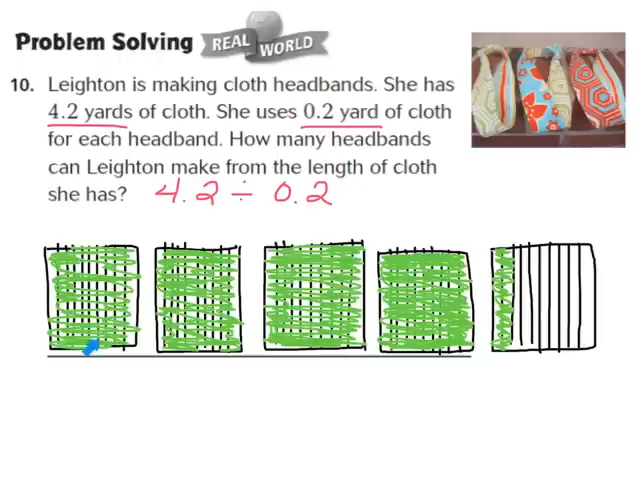 Problem Solving REAL WORLD
10. Leighton is making cloth headbands. She has
4.2 yards of cloth. She uses 0.2 yard of cloth
for each headband. How many headbands
can Leighton make from the length of cloth
she has? 4.2 ÷ 0.2